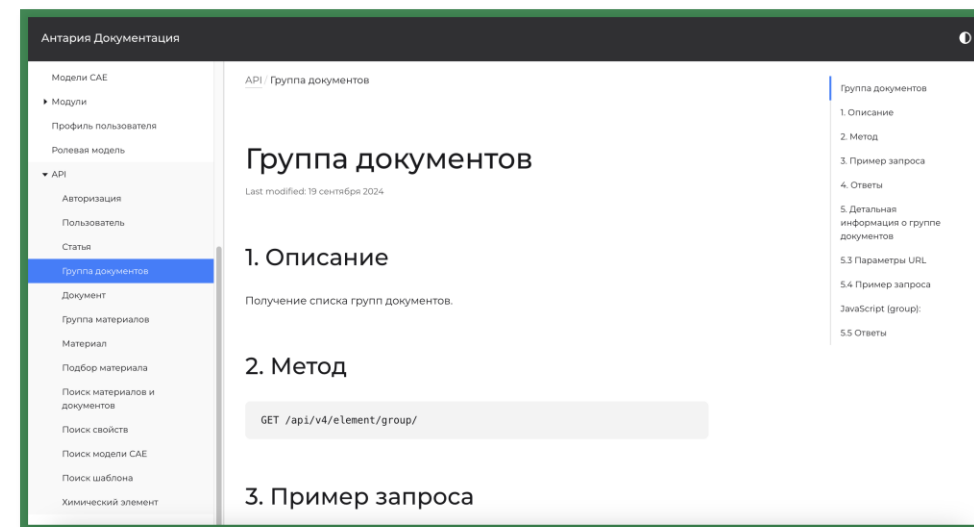 Антария Документация
Модели CAE
Модули
Профиль пользователя
Ролевая модель
API
Авторизация
Пользователь
Статья
Группа документов
Документ
Группа материалов
Материал
Подбор материала
Поиск материалов и
документов
Поиск свойств
Поиск модели CAE
Поиск шаблона
Химический элемент
API / Группа документов
Группа документов
Last modified: 19 сентября 2024
1. Описание
Получение списка групп документов.
2. Метод
GET /api/v4/element/group/
3. Пример запроса
Группа документов
1. Описание
2. Метод
3. Пример запроса
4. Ответы
5. Детальная
информация о группе
документов
5.3 Параметры URL
5.4 Пример запроса
JavaScript (group):
5.5 Ответы